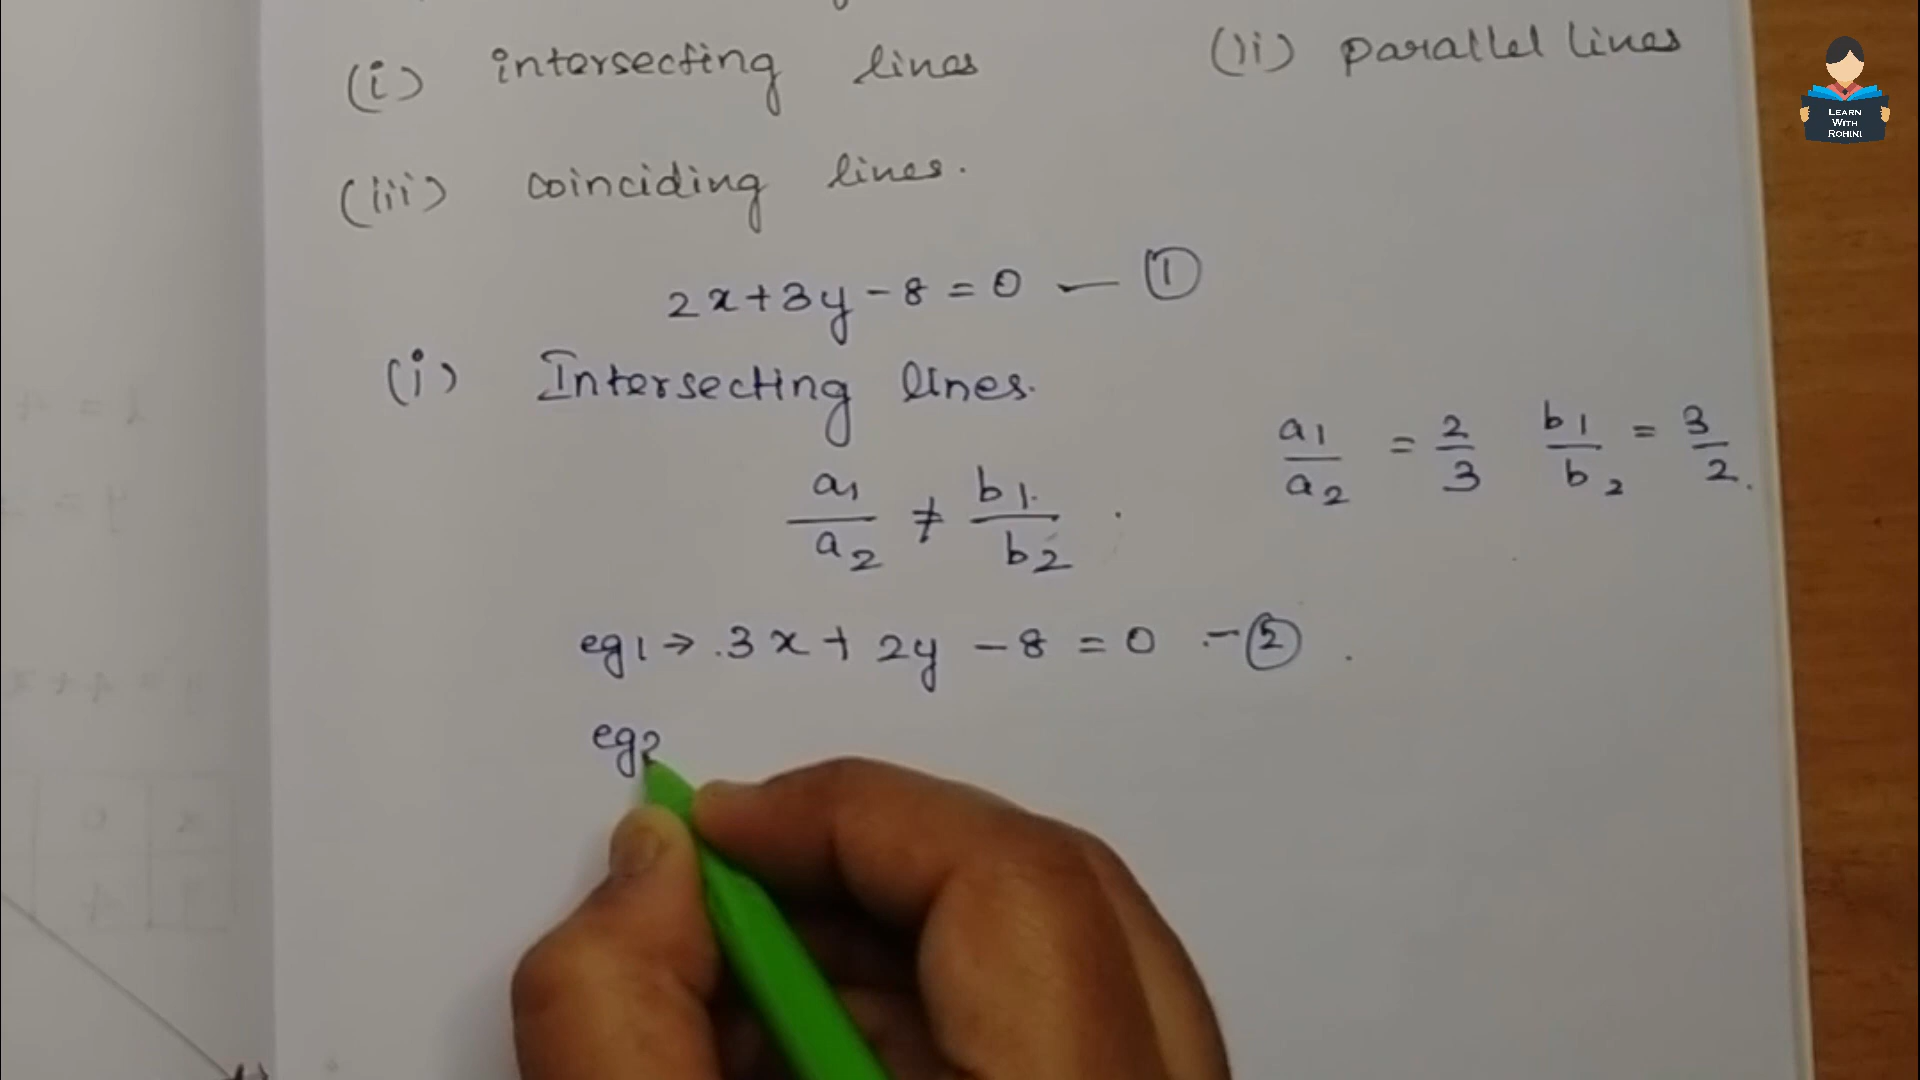 (i) intersecting lines (ii) parallel lines
(iii) coinciding lines.
2x+3y-8=0 — ①
(i) Intersecting lines.
a1/a2 ≠ b1/b2 a1/a2 = 2/3 b1/b2 = 3/2.
eg1 → 3x + 2y - 8 = 0 - ②
eg2
LEARN
WITH
ROHINI